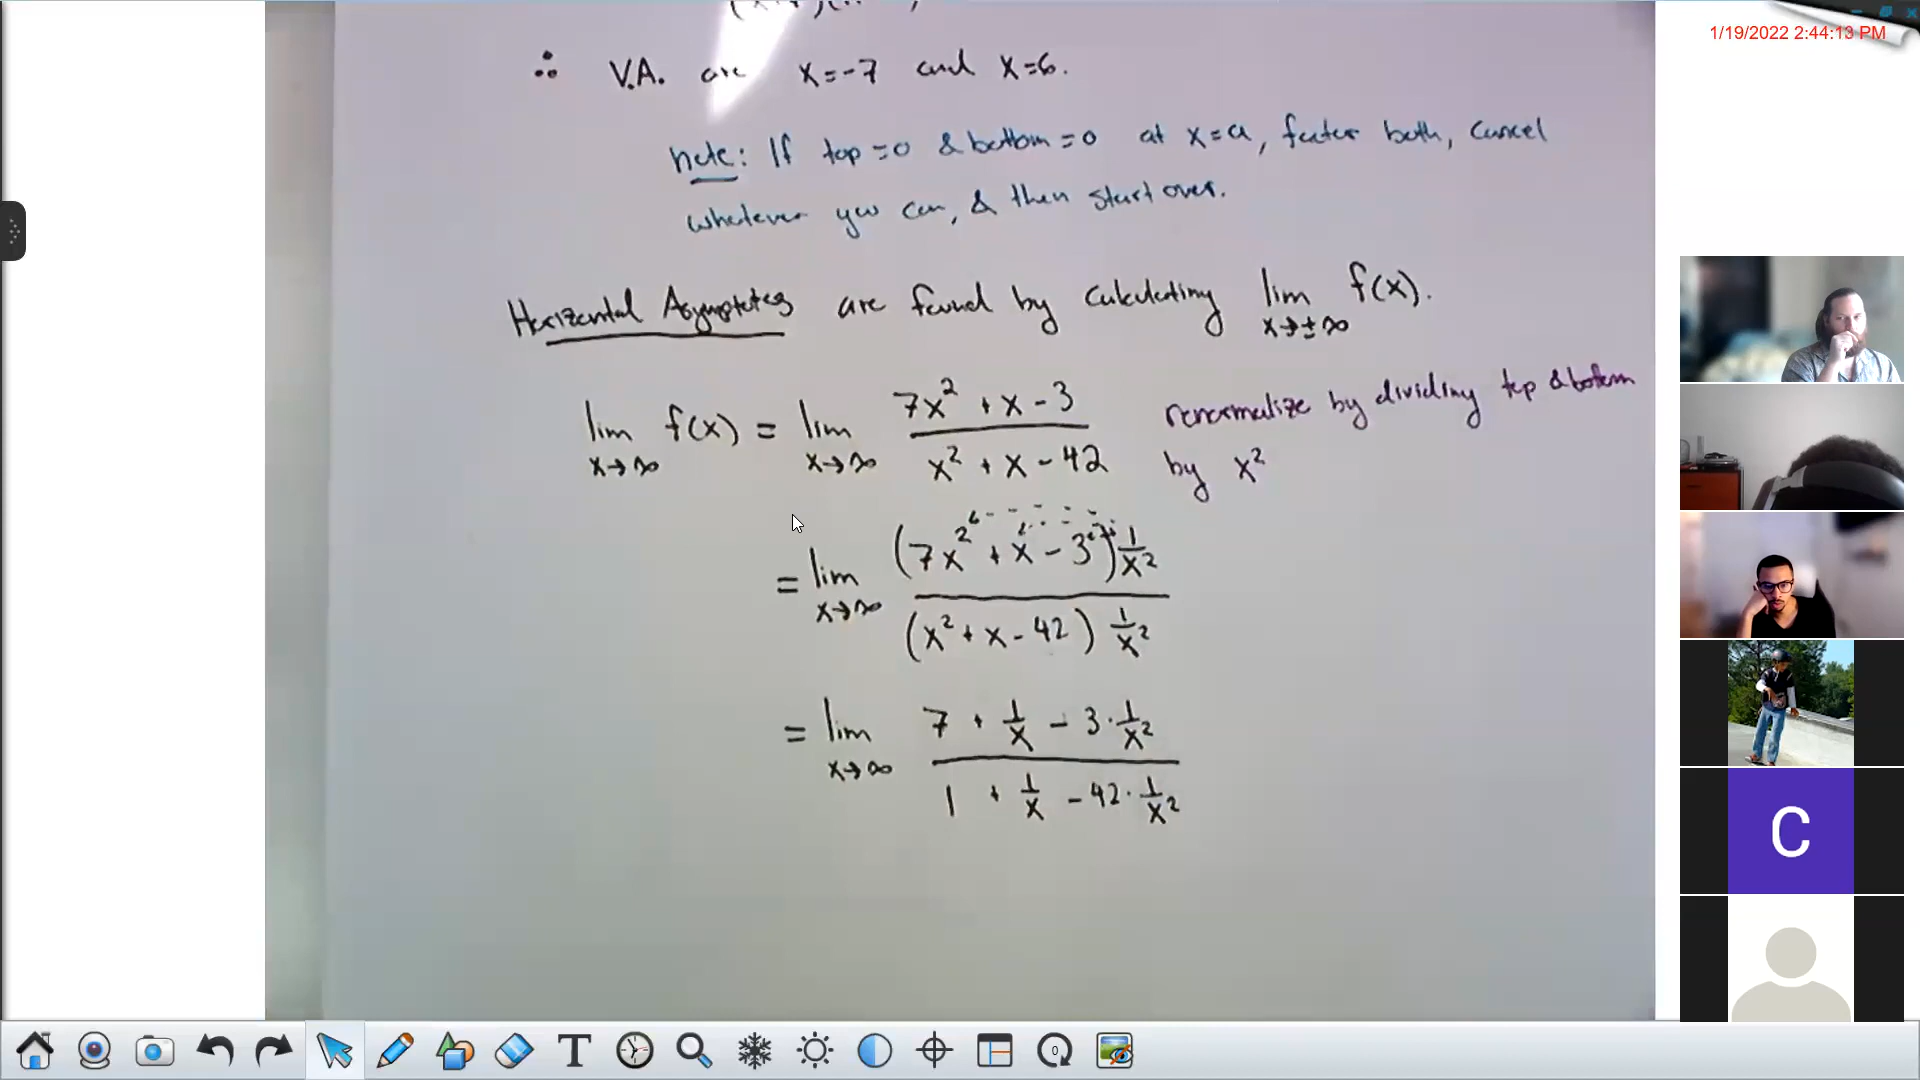 1/19/2022 2:44:13 PM
∴ V.A. are x=-7 and x=6.
note: If top=0 & bottom=0 at x=a, factor both, cancel
whatever you can, & then start over.
Horizontal Asymptotes are found by calculating lim x→±∞ f(x).
lim x→∞ f(x) = lim x→∞ (7x² + x - 3)/(x² + x - 42) renormalize by dividing top & bottom
by x²
= lim x→∞ (7x² + x - 3) 1/x² / (x² + x - 42) 1/x²
= lim x→∞ (7 + 1/x - 3·1/x²)/(1 + 1/x - 42·1/x²)
C
T
0